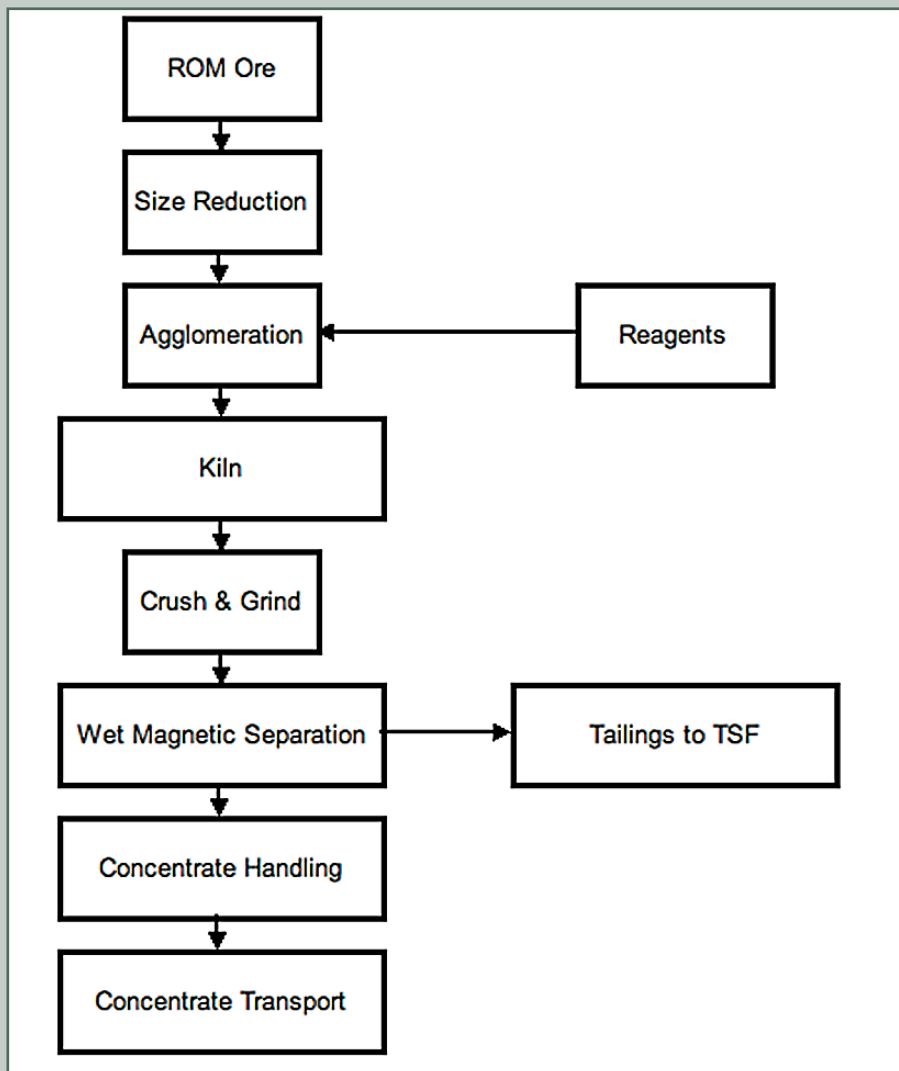 ROM Ore
Size Reduction
Agglomeration
Reagents
Kiln
Crush & Grind
Wet Magnetic Separation
Tailings to TSF
Concentrate Handling
Concentrate Transport